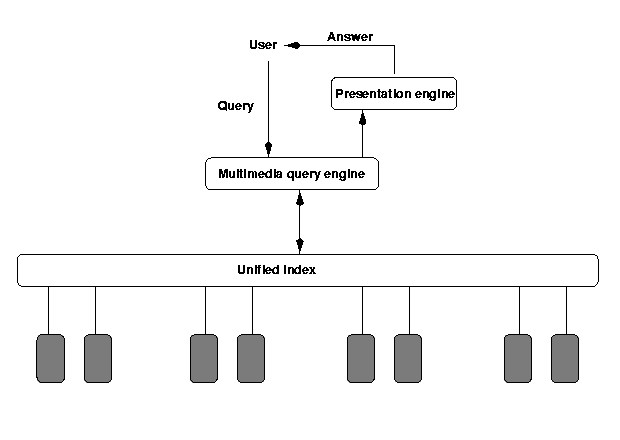 Answer
User
Presentation engine
Query
Multimedia query engine
Unified Index